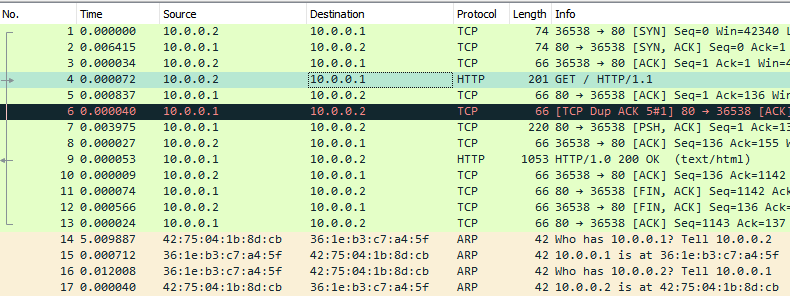 No. Time Source Destination Protocol Length Info
1 0.000000 10.0.0.2 10.0.0.1 TCP 74 36538 → 80 [SYN] Seq=0 Win=42340 L
2 0.006415 10.0.0.1 10.0.0.2 TCP 74 80 → 36538 [SYN, ACK] Seq=0 Ack=1
3 0.000034 10.0.0.2 10.0.0.1 TCP 66 36538 → 80 [ACK] Seq=1 Ack=1 Win=4
4 0.000072 10.0.0.2 10.0.0.1 HTTP 201 GET / HTTP/1.1
5 0.000837 10.0.0.1 10.0.0.2 TCP 66 80 → 36538 [ACK] Seq=1 Ack=136 Win
6 0.000040 10.0.0.1 10.0.0.2 TCP 66 [TCP Dup ACK 5#1] 80 → 36538 [ACK]
7 0.003975 10.0.0.1 10.0.0.2 TCP 220 80 → 36538 [PSH, ACK] Seq=1 Ack=13
8 0.000027 10.0.0.2 10.0.0.1 TCP 66 36538 → 80 [ACK] Seq=136 Ack=155 W
9 0.000053 10.0.0.1 10.0.0.2 HTTP 1053 HTTP/1.0 200 OK (text/html)
10 0.000009 10.0.0.2 10.0.0.1 TCP 66 36538 → 80 [ACK] Seq=136 Ack=1142
11 0.000074 10.0.0.1 10.0.0.2 TCP 66 80 → 36538 [FIN, ACK] Seq=1142 Ack
12 0.000566 10.0.0.2 10.0.0.1 TCP 66 36538 → 80 [FIN, ACK] Seq=136 Ack=
13 0.000024 10.0.0.1 10.0.0.2 TCP 66 80 → 36538 [ACK] Seq=1143 Ack=137
14 5.009887 42:75:04:1b:8d:cb 36:1e:b3:c7:a4:5f ARP 42 Who has 10.0.0.1? Tell 10.0.0.2
15 0.000712 36:1e:b3:c7:a4:5f 42:75:04:1b:8d:cb ARP 42 10.0.0.1 is at 36:1e:b3:c7:a4:5f
16 0.012008 36:1e:b3:c7:a4:5f 42:75:04:1b:8d:cb ARP 42 Who has 10.0.0.2? Tell 10.0.0.1
17 0.000040 42:75:04:1b:8d:cb 36:1e:b3:c7:a4:5f ARP 42 10.0.0.2 is at 42:75:04:1b:8d:cb